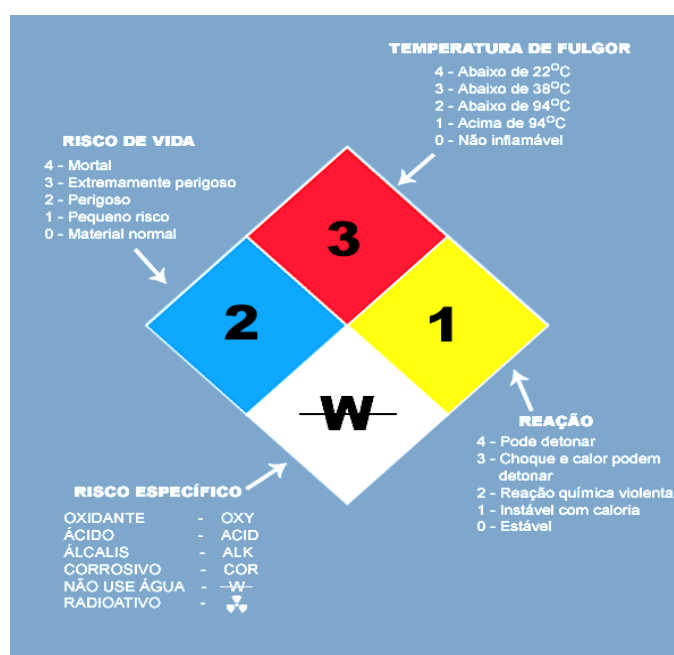 TEMPERATURA DE FULGOR
4 - Abaixo de 22ºC
3 - Abaixo de 38ºC
2 - Abaixo de 94ºC
1 - Acima de 94ºC
0 - Não inflamável
RISCO DE VIDA
4 - Mortal
3 - Extremamente perigoso
2 - Perigoso
1 - Pequeno risco
0 - Material normal
3
2
1
W
REAÇÃO
4 - Pode detonar
3 - Choque e calor podem
detonar
2 - Reação química violenta
1 - Instável com caloria
0 - Estável
RISCO ESPECÍFICO
OXIDANTE - OXY
ÁCIDO - ACID
ÁLCALIS - ALK
CORROSIVO - COR
NÃO USE ÁGUA - W
RADIOATIVO -